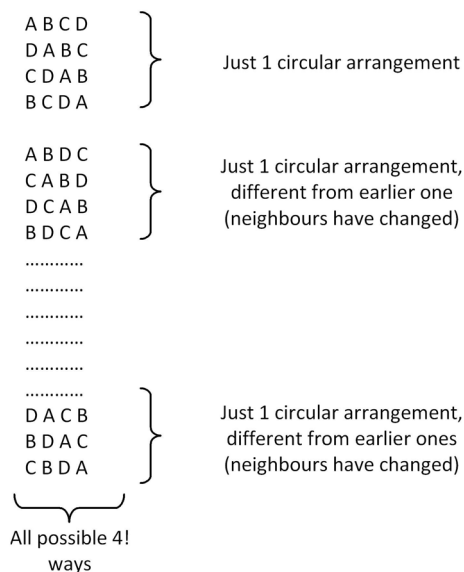 A B C D
D A B C
C D A B
B C D A
Just 1 circular arrangement
A B D C
C A B D
D C A B
B D C A
Just 1 circular arrangement,
different from earlier one
(neighbours have changed)
............
............
............
............
............
............
D A C B
B D A C
C B D A
Just 1 circular arrangement,
different from earlier ones
(neighbours have changed)
All possible 4!
ways